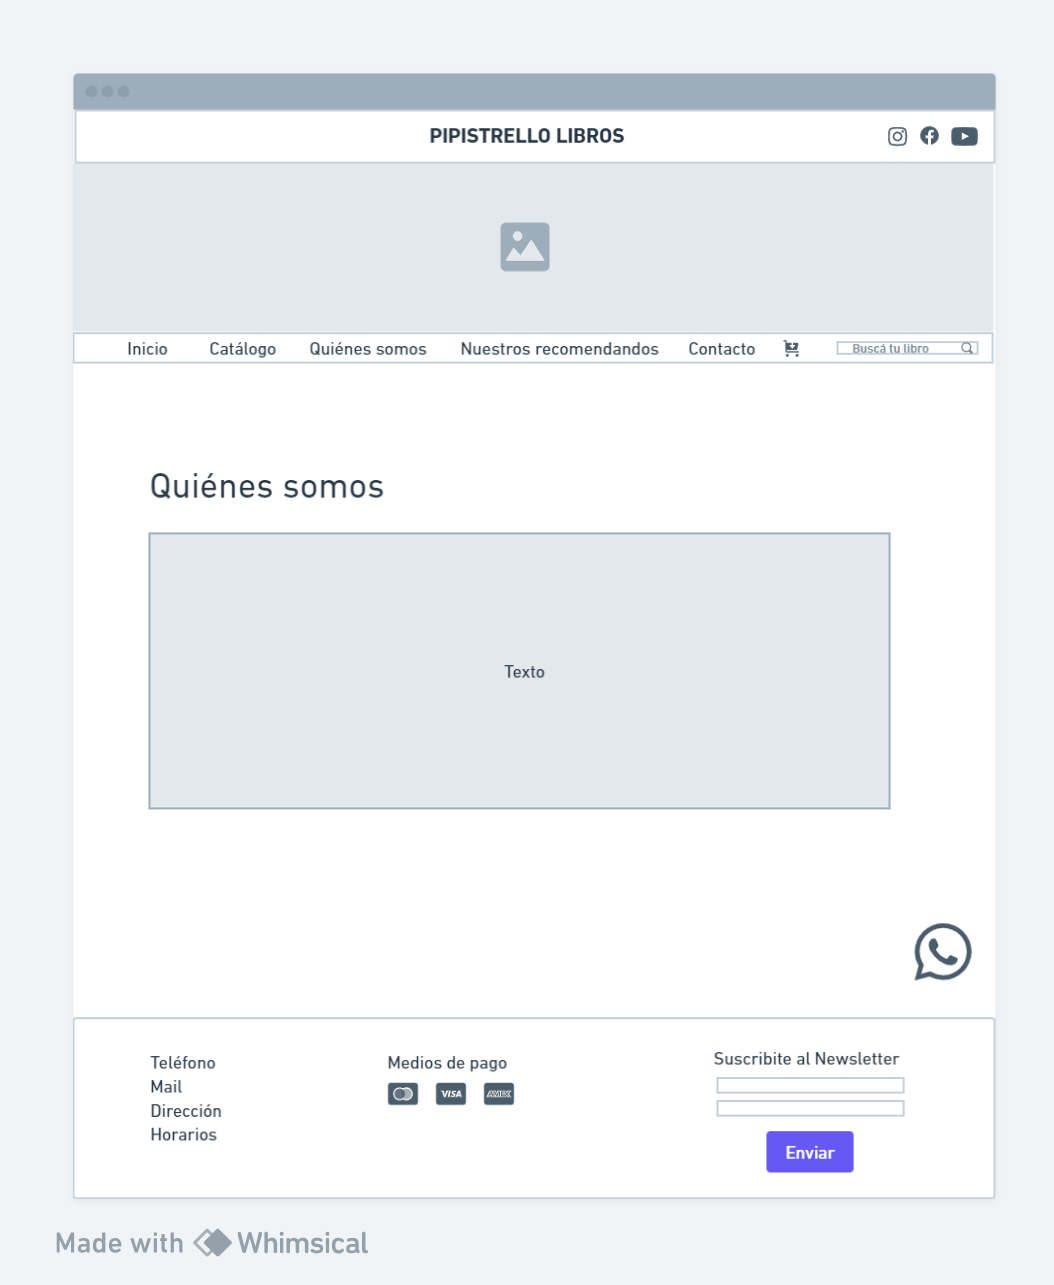 PIPISTRELLO LIBROS
Inicio Catálogo Quiénes somos Nuestros recomendandos Contacto Buscá tu libro
Quiénes somos
Texto
Teléfono
Mail
Dirección
Horarios
Medios de pago
VISA
AMEX
Suscribite al Newsletter
Enviar
Made with Whimsical